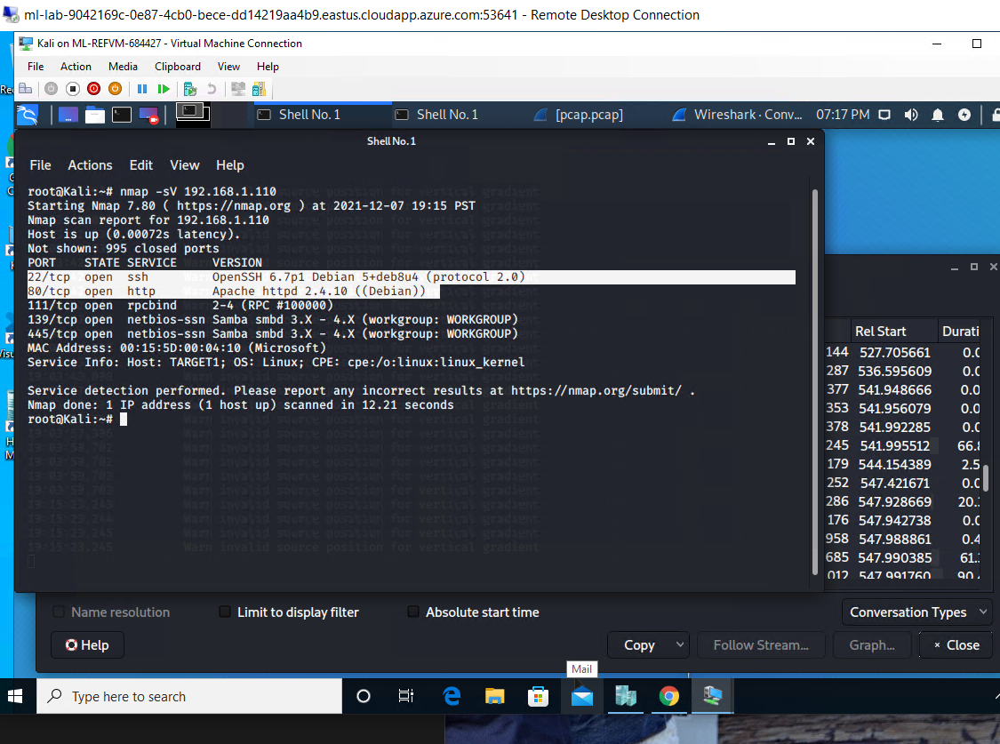 ml-lab-9042169c-0e87-4cb0-bece-dd14219aa4b9.eastus.cloudapp.azure.com:53641 - Remote Desktop Connection
Kali on ML-REFVM-684427 - Virtual Machine Connection
File Action Media Clipboard View Help
Shell No. 1
Shell No. 1
[pcap.pcap]
Wireshark · Conv...
07:17 PM
Shell No. 1
File Actions Edit View Help
root@Kali:~# nmap -sV 192.168.1.110
Starting Nmap 7.80 ( https://nmap.org ) at 2021-12-07 19:15 PST
Nmap scan report for 192.168.1.110
Host is up (0.00072s latency).
Not shown: 995 closed ports
PORT STATE SERVICE VERSION
22/tcp open ssh OpenSSH 6.7p1 Debian 5+deb8u4 (protocol 2.0)
80/tcp open http Apache httpd 2.4.10 ((Debian))
111/tcp open rpcbind 2-4 (RPC #100000)
139/tcp open netbios-ssn Samba smbd 3.X - 4.X (workgroup: WORKGROUP)
445/tcp open netbios-ssn Samba smbd 3.X - 4.X (workgroup: WORKGROUP)
MAC Address: 00:15:5D:00:04:10 (Microsoft)
Service Info: Host: TARGET1; OS: Linux; CPE: cpe:/o:linux:linux_kernel
Service detection performed. Please report any incorrect results at https://nmap.org/submit/ .
Nmap done: 1 IP address (1 host up) scanned in 12.21 seconds
root@Kali:~#
Rel Start Durati
144 527.705661 0.0
287 536.595609 0.0
377 541.948666 0.0
353 541.956079 0.0
378 541.992285 0.0
245 541.995512 66.8
179 544.154389 2.5
252 547.421671 0.0
286 547.928669 20.
176 547.942738 0.0
958 547.988861 0.4
685 547.990385 61.
012 547.991760 90.
Name resolution
Limit to display filter
Absolute start time
Conversation Types
Help
Copy
Follow Stream...
Graph...
Close
Mail
Type here to search